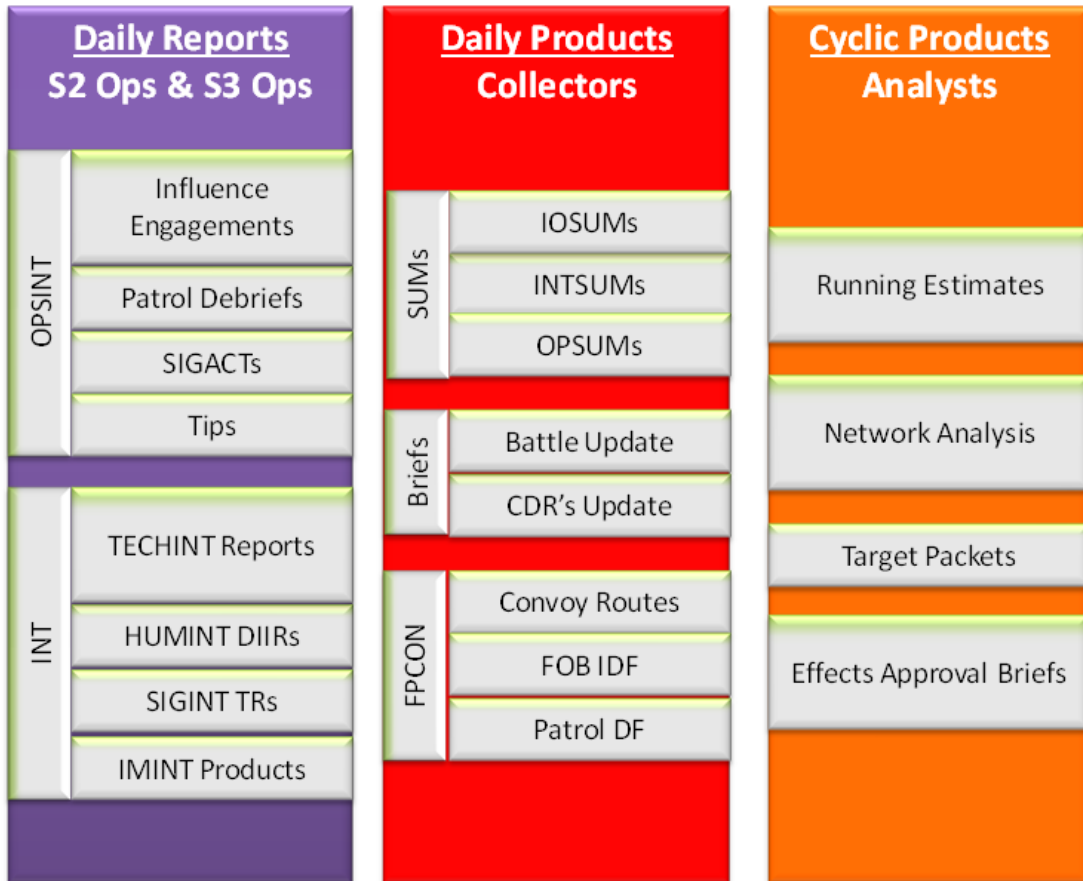 Daily Reports
S2 Ops & S3 Ops
OPSINT
Influence
Engagements
Patrol Debriefs
SIGACTs
Tips
INT
TECHINT Reports
HUMINT DIIRs
SIGINT TRs
IMINT Products
Daily Products
Collectors
SUMs
IOSUMs
INTSUMs
OPSUMs
Briefs
Battle Update
CDR's Update
FPCON
Convoy Routes
FOB IDF
Patrol DF
Cyclic Products
Analysts
Running Estimates
Network Analysis
Target Packets
Effects Approval Briefs